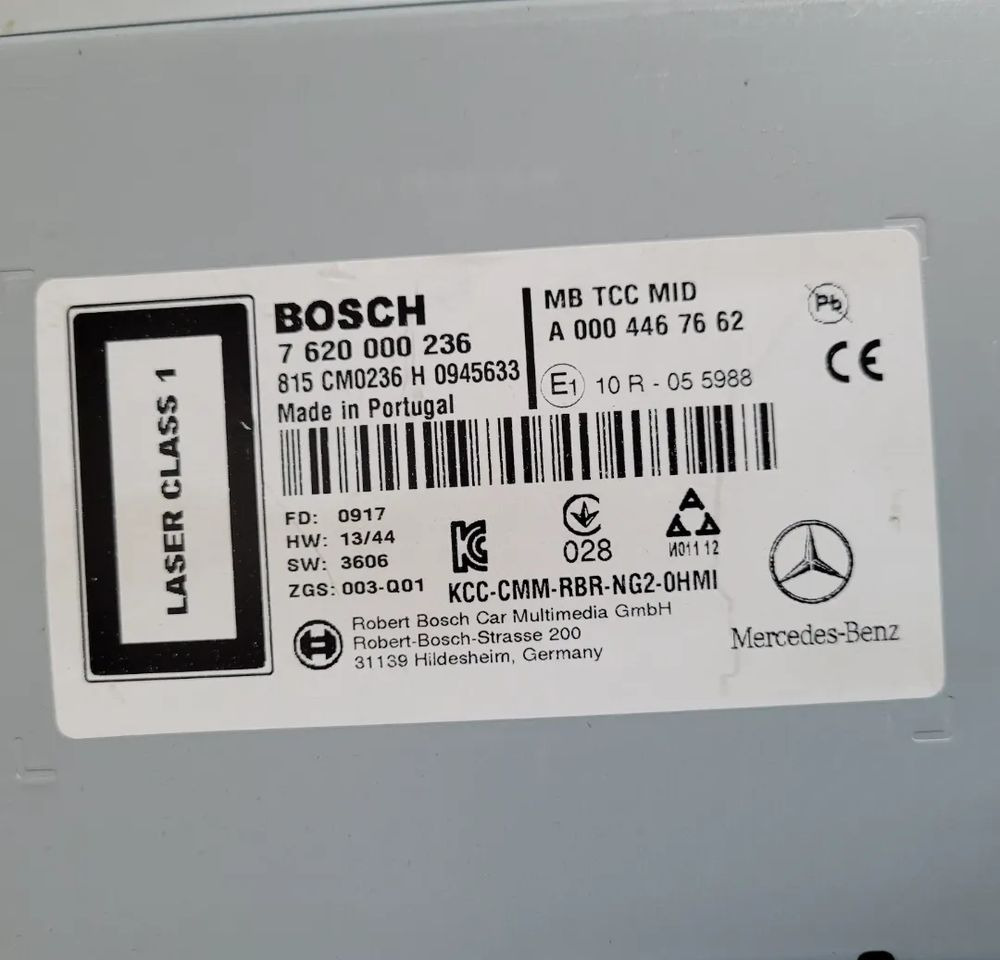 LASER CLASS 1
BOSCH
7 620 000 236
815 CM0236 H 0945633
Made in Portugal
MB TCC MID
A 000 446 76 62
E1 10 R - 05 5988
Pb
CE
FD: 0917
HW: 13/44
SW: 3606
ZGS: 003-Q01
028
И011 12
KCC-CMM-RBR-NG2-0HMI
Robert Bosch Car Multimedia GmbH
Robert-Bosch-Strasse 200
31139 Hildesheim, Germany
Mercedes-Benz